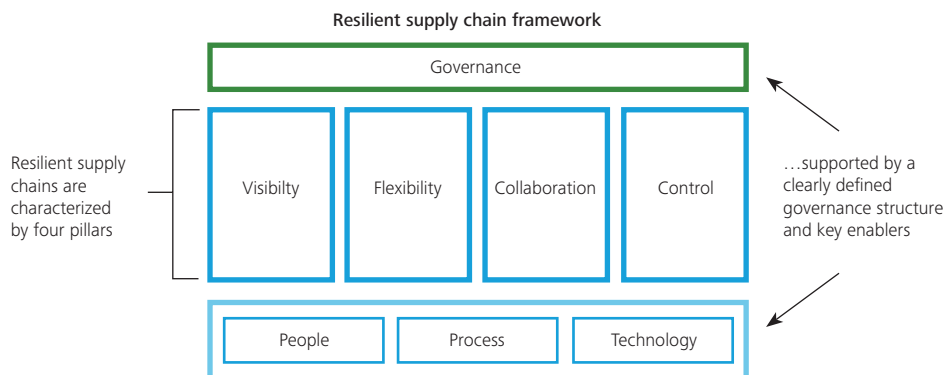 Resilient supply chain framework
Governance
Resilient supply
chains are
characterized
by four pillars
Visibilty
Flexibility
Collaboration
Control
…supported by a
clearly defined
governance structure
and key enablers
People
Process
Technology